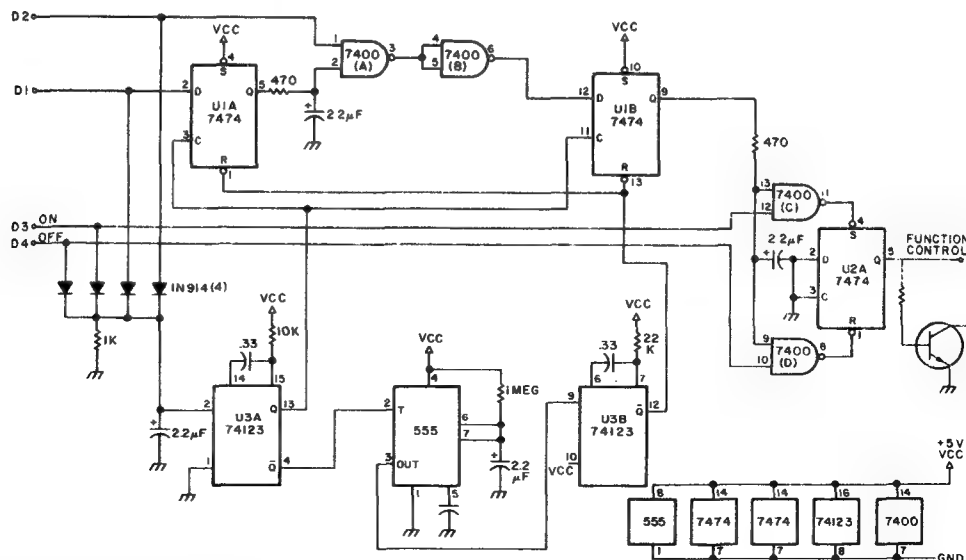 D2
VCC
VCC
4
1
2
7400
(A)
3
4
5
7400
(B)
6
10
S
S
D1
2
D
U1A
7474
Q
5
470
2.2µF
3
C
R
1
12
D
Q
9
U1B
7474
11
C
R
13
470
13
12
7400
(C)
11
4
S
D3
ON
D4
OFF
2.2µF
2
D
Q
5
U2A
7474
3
C
R
1
FUNCTION
CONTROL
9
10
7400
(D)
8
IN914(4)
1K
VCC
10K
.33
14
15
2
U3A
74123
Q
13
1
Q
4
2.2µF
VCC
4
1MEG
2
T
6
555
7
3
OUT
1
5
2.2
µF
VCC
22
K
.33
6
7
9
U3B
74123
Q
12
10
VCC
+5V
VCC
8
14
14
16
14
555
7474
7474
74123
7400
1
7
7
8
7
GND